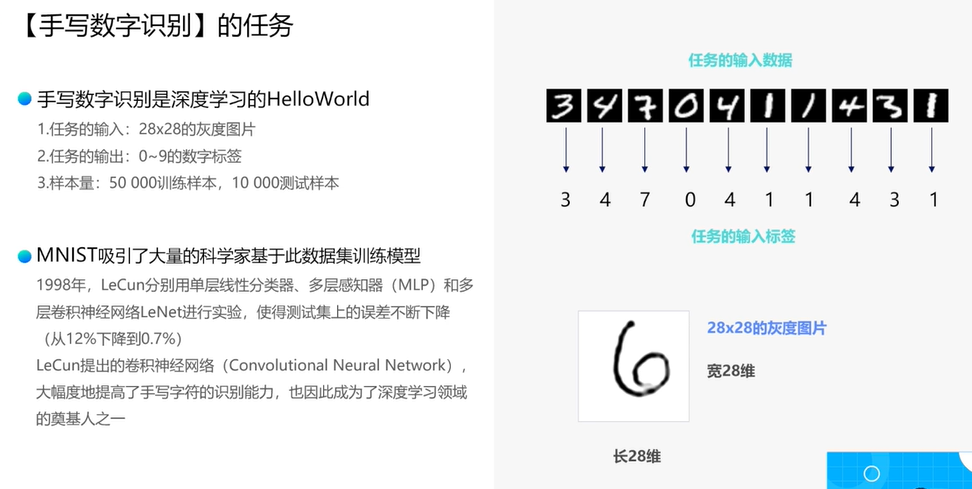 【手写数字识别】的任务
手写数字识别是深度学习的HelloWorld
1.任务的输入：28x28的灰度图片
2.任务的输出：0~9的数字标签
3.样本量：50 000训练样本，10 000测试样本
MNIST吸引了大量的科学家基于此数据集训练模型
1998年，LeCun分别用单层线性分类器、多层感知器（MLP）和多
层卷积神经网络LeNet进行实验，使得测试集上的误差不断下降
（从12%下降到0.7%）
LeCun提出的卷积神经网络（Convolutional Neural Network），
大幅度地提高了手写字符的识别能力，也因此成为了深度学习领域
的奠基人之一
任务的输入数据
3 4 7 0 4 1 1 4 3 1
3 4 7 0 4 1 1 4 3 1
任务的输入标签
6
28x28的灰度图片
宽28维
长28维